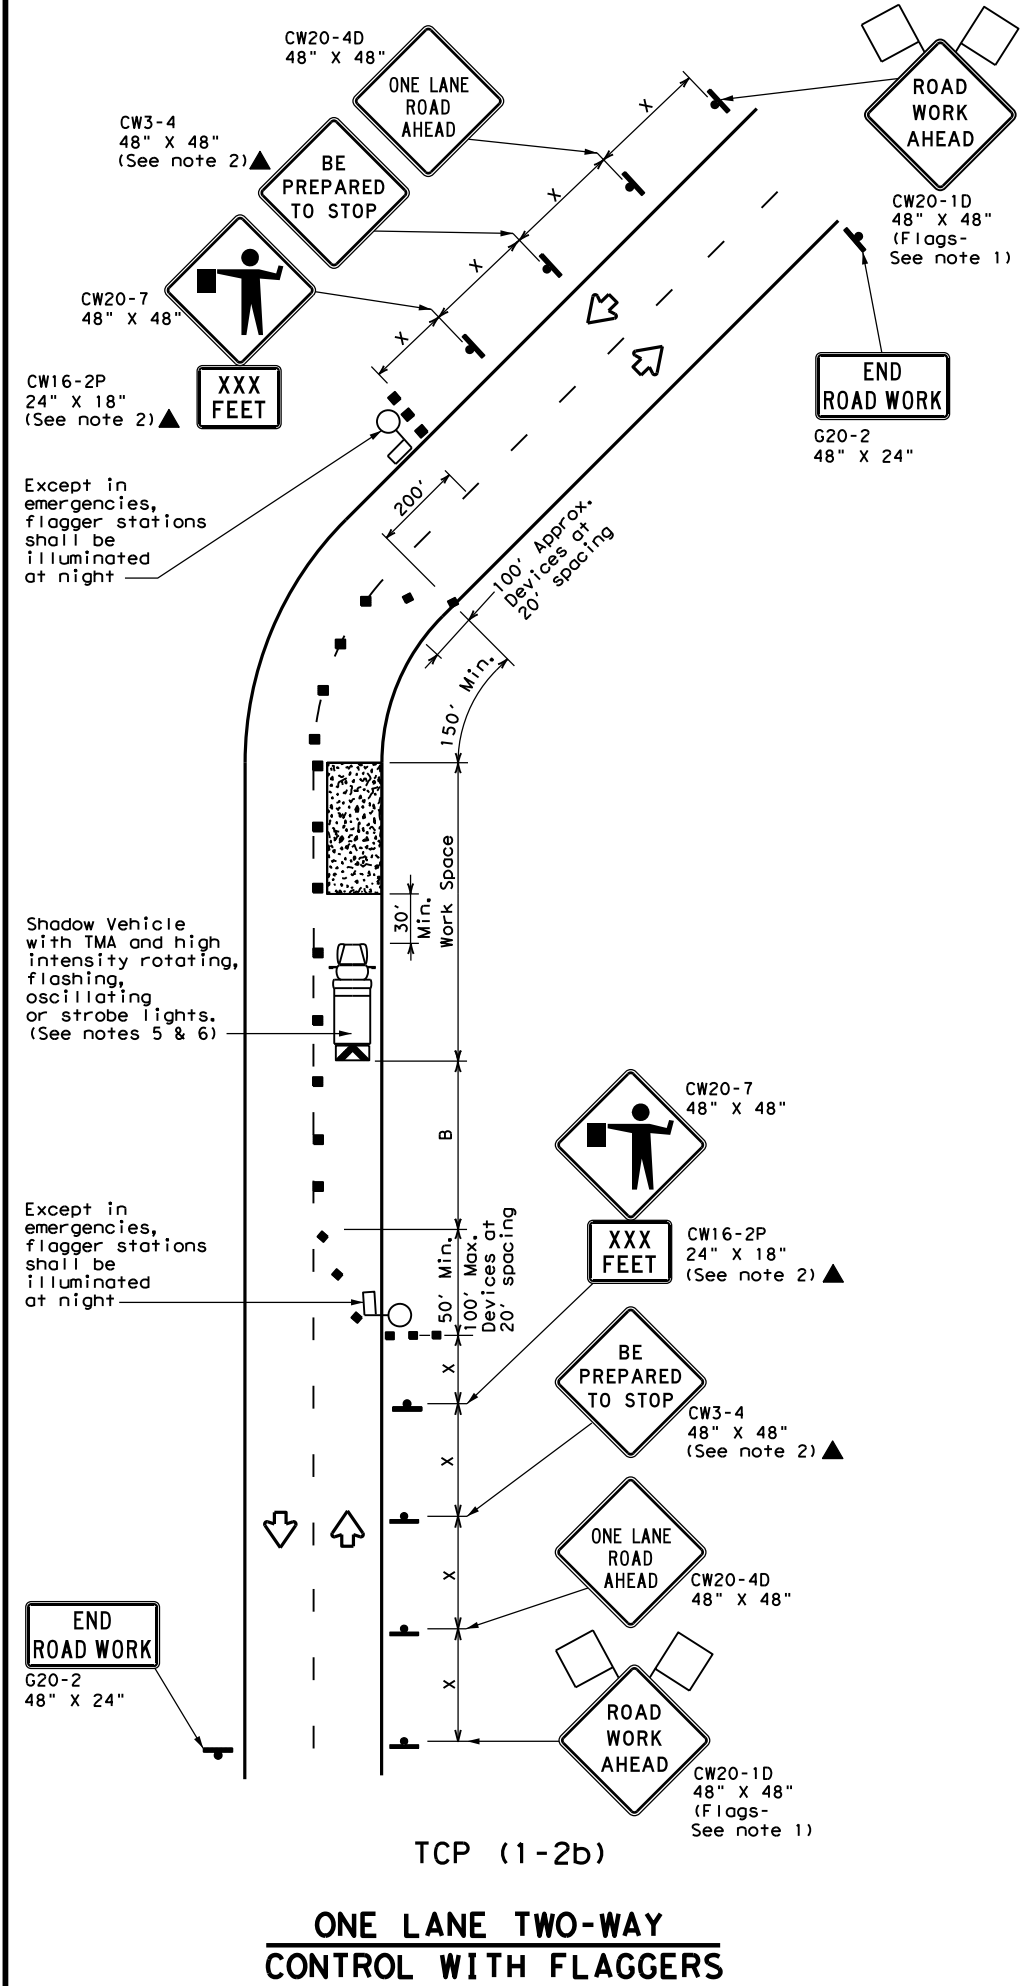 CW20-4D
48" X 48"
ONE LANE
ROAD
AHEAD
ROAD
WORK
AHEAD
CW20-1D
48" X 48"
(Flags-
See note 1)
CW3-4
48" X 48"
(See note 2)
BE
PREPARED
TO STOP
X
X
X
X
CW20-7
48" X 48"
CW16-2P
24" X 18"
(See note 2)
XXX
FEET
END
ROAD WORK
G20-2
48" X 24"
Except in
emergencies,
flagger stations
shall be
illuminated
at night
200'
100' Approx.
Devices at
20' spacing
150' Min.
Work Space
30'
Min.
Shadow Vehicle
with TMA and high
intensity rotating,
flashing,
oscillating
or strobe lights.
(See notes 5 & 6)
B
CW20-7
48" X 48"
XXX
FEET
CW16-2P
24" X 18"
(See note 2)
Except in
emergencies,
flagger stations
shall be
illuminated
at night
50' Min.
100' Max.
Devices at
20' spacing
X
BE
PREPARED
TO STOP
CW3-4
48" X 48"
(See note 2)
X
ONE LANE
ROAD
AHEAD
CW20-4D
48" X 48"
X
END
ROAD WORK
G20-2
48" X 24"
X
ROAD
WORK
AHEAD
CW20-1D
48" X 48"
(Flags-
See note 1)
TCP (1-2b)
ONE LANE TWO-WAY
CONTROL WITH FLAGGERS